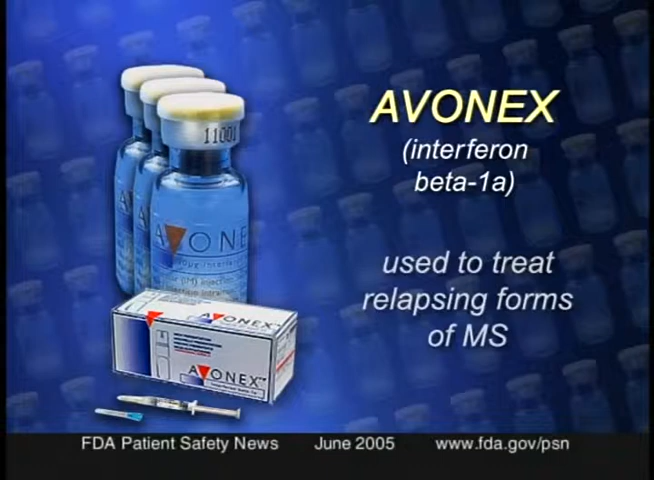 AVONEX
(interferon
beta-1a)
used to treat
relapsing forms
of MS
11001
AVONE
AVONEX
AVONEX
FDA Patient Safety News June 2005 www.fda.gov/psn